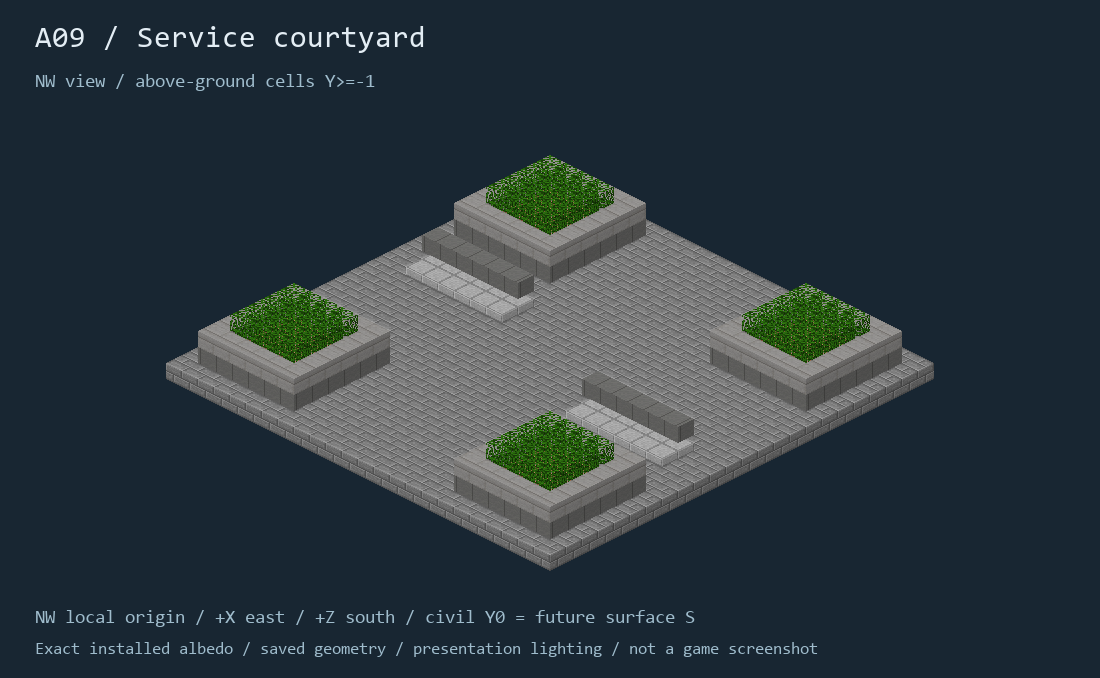 A09 / Service courtyard
NW view / above-ground cells Y>=-1
NW local origin / +X east / +Z south / civil Y0 = future surface S
Exact installed albedo / saved geometry / presentation lighting / not a game screenshot